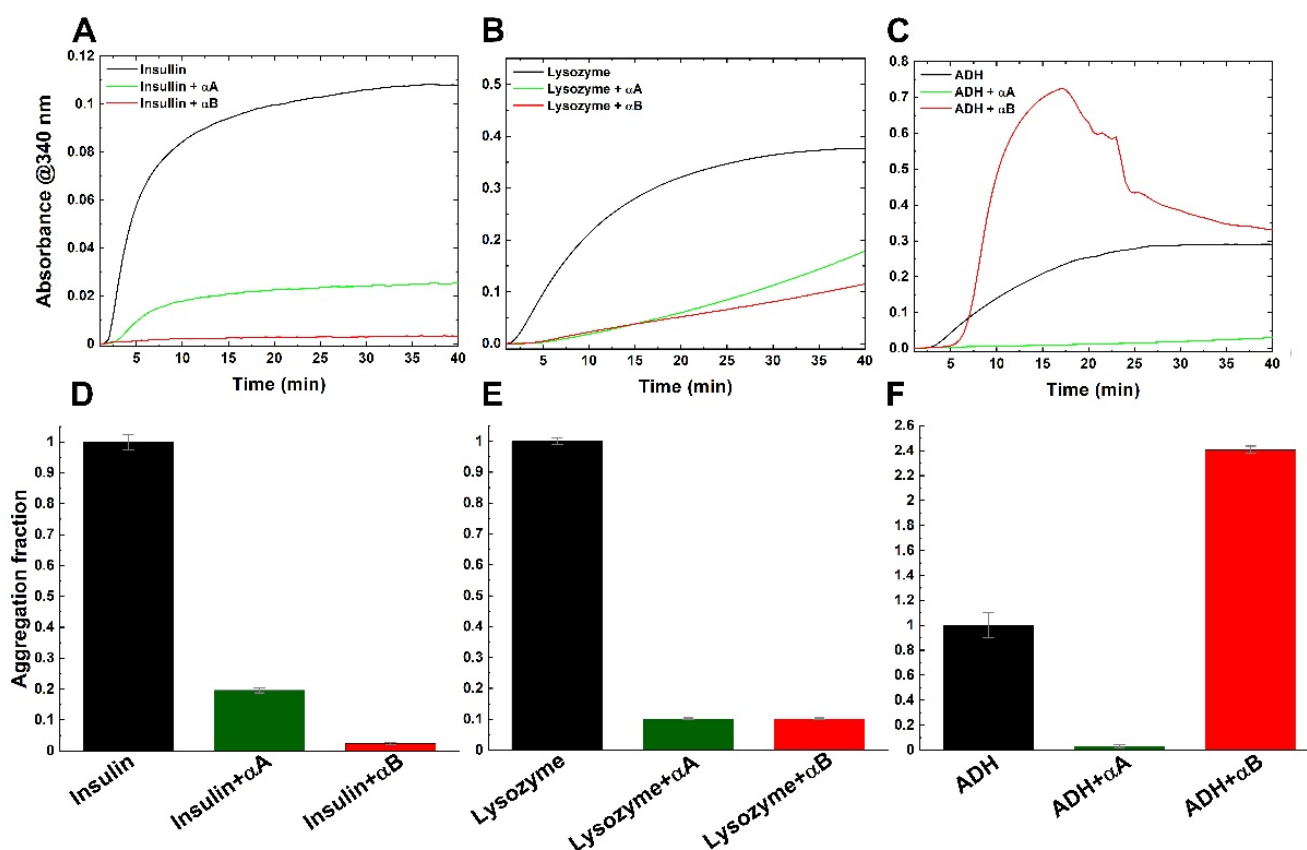 A
Absorbance @340 nm
0.12
0.1
0.08
0.06
0.04
0.02
0
Insullin
Insullin + αA
Insullin + αB
5 10 15 20 25 30 35 40
Time (min)
B
0.5
0.4
0.3
0.2
0.1
0.0
Lysozyme
Lysozyme + αA
Lysozyme + αB
5 10 15 20 25 30 35 40
Time (min)
C
0.8
0.7
0.6
0.5
0.4
0.3
0.2
0.1
0.0
ADH
ADH + αA
ADH + αB
5 10 15 20 25 30 35 40
Time (min)
D
Aggregation fraction
1
0.9
0.8
0.7
0.6
0.5
0.4
0.3
0.2
0.1
0
Insulin
Insulin+αA
Insulin+αB
E
1
0.9
0.8
0.7
0.6
0.5
0.4
0.3
0.2
0.1
0
Lysozyme
Lysozyme+αA
Lysozyme+αB
F
2.6
2.4
2.2
2
1.8
1.6
1.4
1.2
1
0.8
0.6
0.4
0.2
0
ADH
ADH+αA
ADH+αB